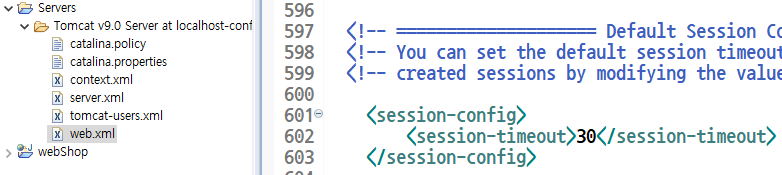 Servers
Tomcat v9.0 Server at localhost-conf
catalina.policy
catalina.properties
context.xml
server.xml
tomcat-users.xml
web.xml
webShop
596
597 <!-- ==================== Default Session Co
598 <!-- You can set the default session timeout
599 <!-- created sessions by modifying the value
600
601 <session-config>
602 <session-timeout>30</session-timeout>
603 </session-config>